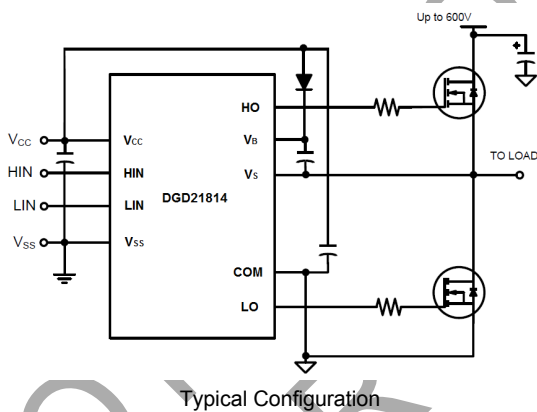 Up to 600V
+
HO
VCC
VCC
VB
HIN
HIN
VS
TO LOAD
LIN
LIN
DGD21814
VSS
VSS
COM
LO
Typical Configuration